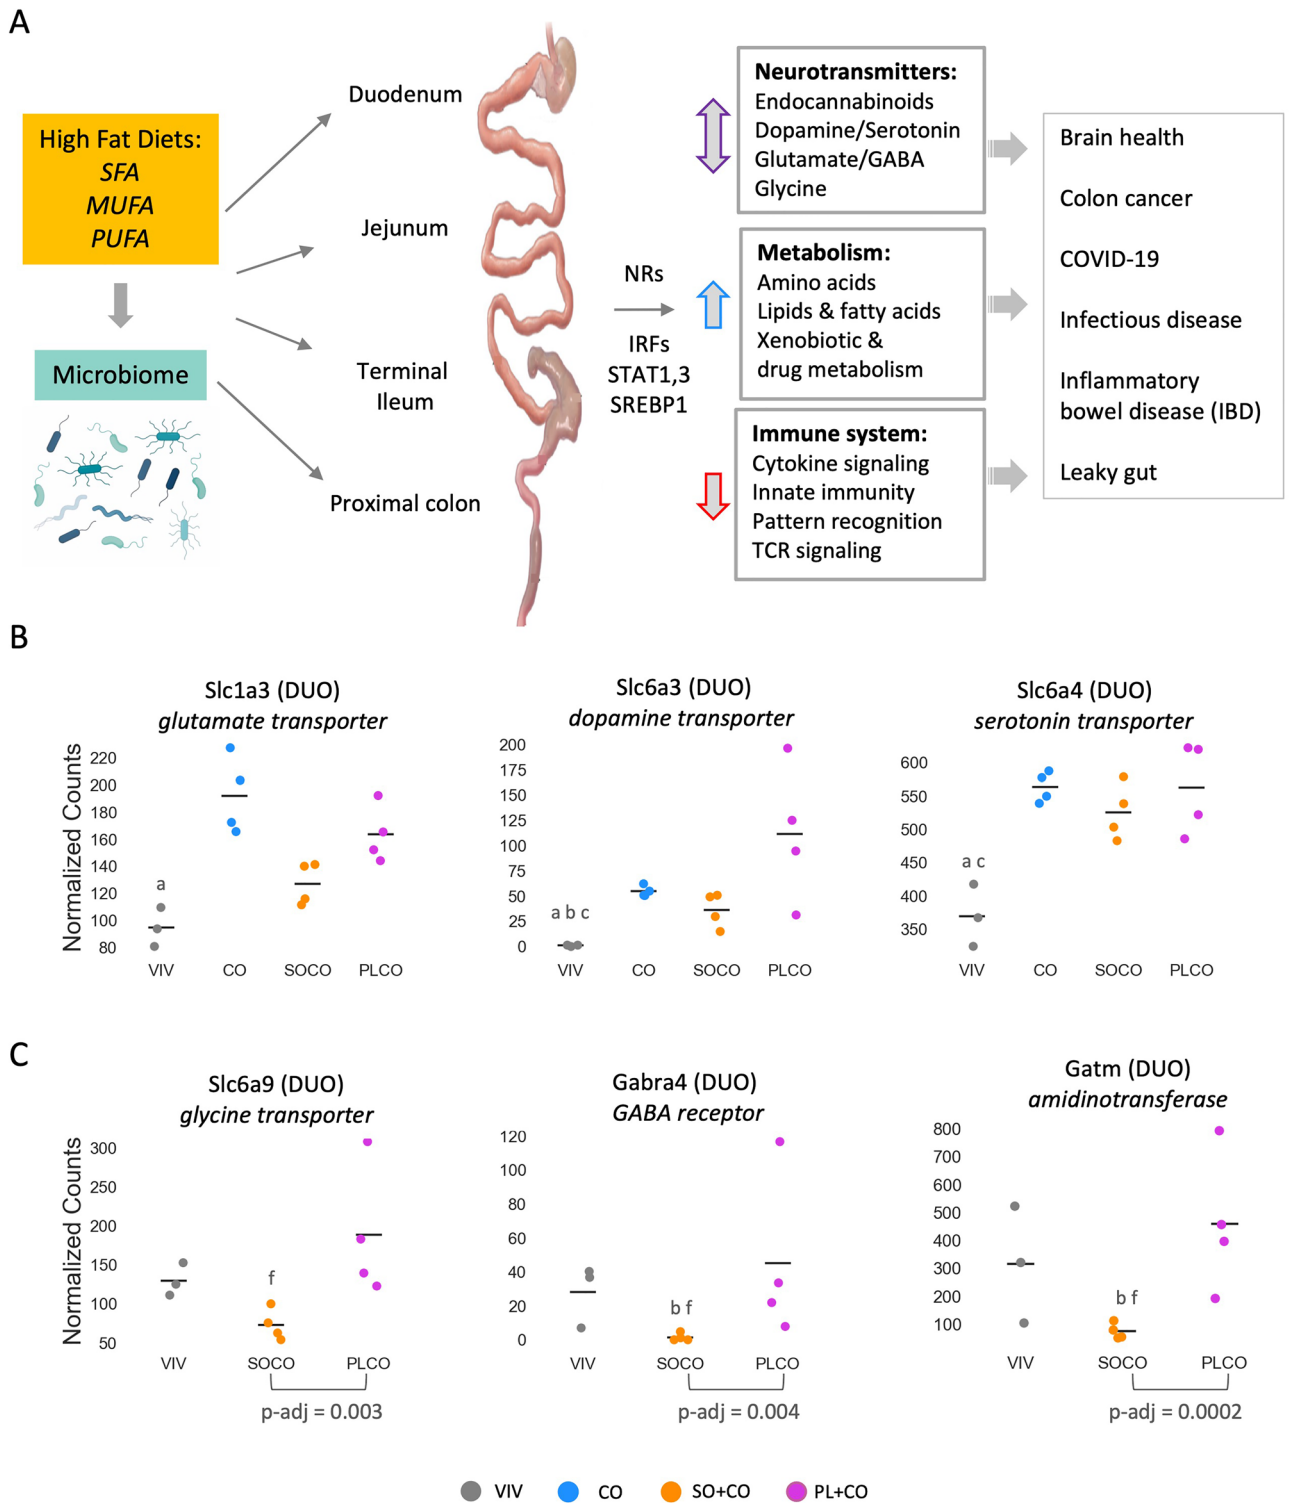 A
High Fat Diets:
SFA
MUFA
PUFA
Microbiome
Duodenum
Jejunum
Terminal
Ileum
Proximal colon
NRs
IRFs
STAT1,3
SREBP1
Neurotransmitters:
Endocannabinoids
Dopamine/Serotonin
Glutamate/GABA
Glycine
Metabolism:
Amino acids
Lipids & fatty acids
Xenobiotic &
drug metabolism
Immune system:
Cytokine signaling
Innate immunity
Pattern recognition
TCR signaling
Brain health
Colon cancer
COVID-19
Infectious disease
Inflammatory
bowel disease (IBD)
Leaky gut
B
Slc1a3 (DUO)
glutamate transporter
Normalized Counts
220
200
180
160
140
120
100
80
a
VIV
CO
SOCO
PLCO
Slc6a3 (DUO)
dopamine transporter
200
175
150
125
100
75
50
25
0
a b c
VIV
CO
SOCO
PLCO
Slc6a4 (DUO)
serotonin transporter
600
550
500
450
400
350
a c
VIV
CO
SOCO
PLCO
C
Slc6a9 (DUO)
glycine transporter
Normalized Counts
300
250
200
150
100
50
f
VIV
SOCO
PLCO
p-adj = 0.003
Gabra4 (DUO)
GABA receptor
120
100
80
60
40
20
0
b f
VIV
SOCO
PLCO
p-adj = 0.004
Gatm (DUO)
amidinotransferase
800
700
600
500
400
300
200
100
b f
VIV
SOCO
PLCO
p-adj = 0.0002
VIV
CO
SO+CO
PL+CO